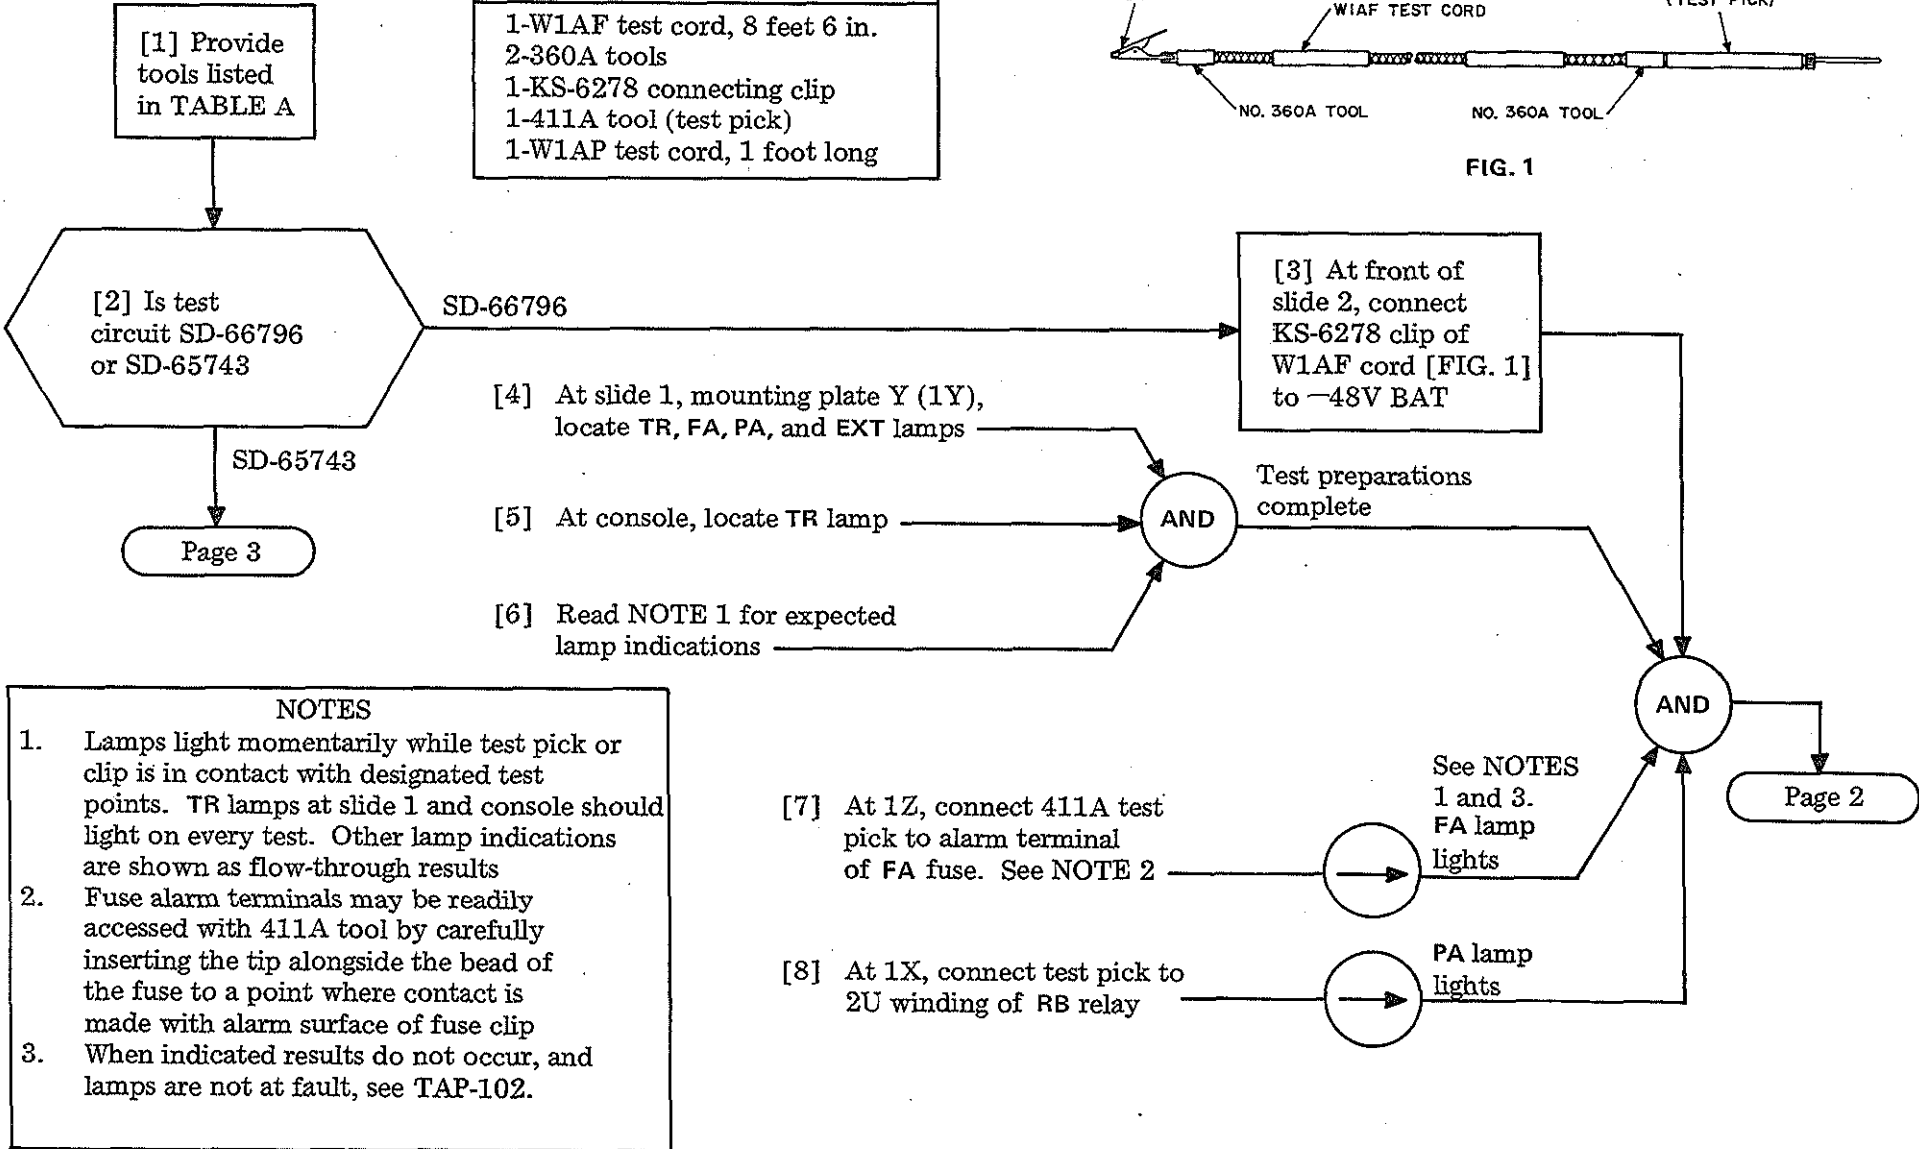 [1] Provide
tools listed
in TABLE A
1-W1AF test cord, 8 feet 6 in.
2-360A tools
1-KS-6278 connecting clip
1-411A tool (test pick)
1-W1AP test cord, 1 foot long
W1AF TEST CORD
(TEST PICK)
NO. 360A TOOL
NO. 360A TOOL
FIG. 1
[2] Is test
circuit SD-66796
or SD-65743
SD-66796
SD-65743
Page 3
[3] At front of
slide 2, connect
KS-6278 clip of
W1AF cord [FIG. 1]
to —48V BAT
[4] At slide 1, mounting plate Y (1Y),
locate TR, FA, PA, and EXT lamps
[5] At console, locate TR lamp
[6] Read NOTE 1 for expected
lamp indications
AND
Test preparations
complete
AND
Page 2
NOTES
1. Lamps light momentarily while test pick or
clip is in contact with designated test
points. TR lamps at slide 1 and console should
light on every test. Other lamp indications
are shown as flow-through results
2. Fuse alarm terminals may be readily
accessed with 411A tool by carefully
inserting the tip alongside the bead of
the fuse to a point where contact is
made with alarm surface of fuse clip
3. When indicated results do not occur, and
lamps are not at fault, see TAP-102.
[7] At 1Z, connect 411A test
pick to alarm terminal
of FA fuse. See NOTE 2
See NOTES
1 and 3.
FA lamp
lights
[8] At 1X, connect test pick to
2U winding of RB relay
PA lamp
lights